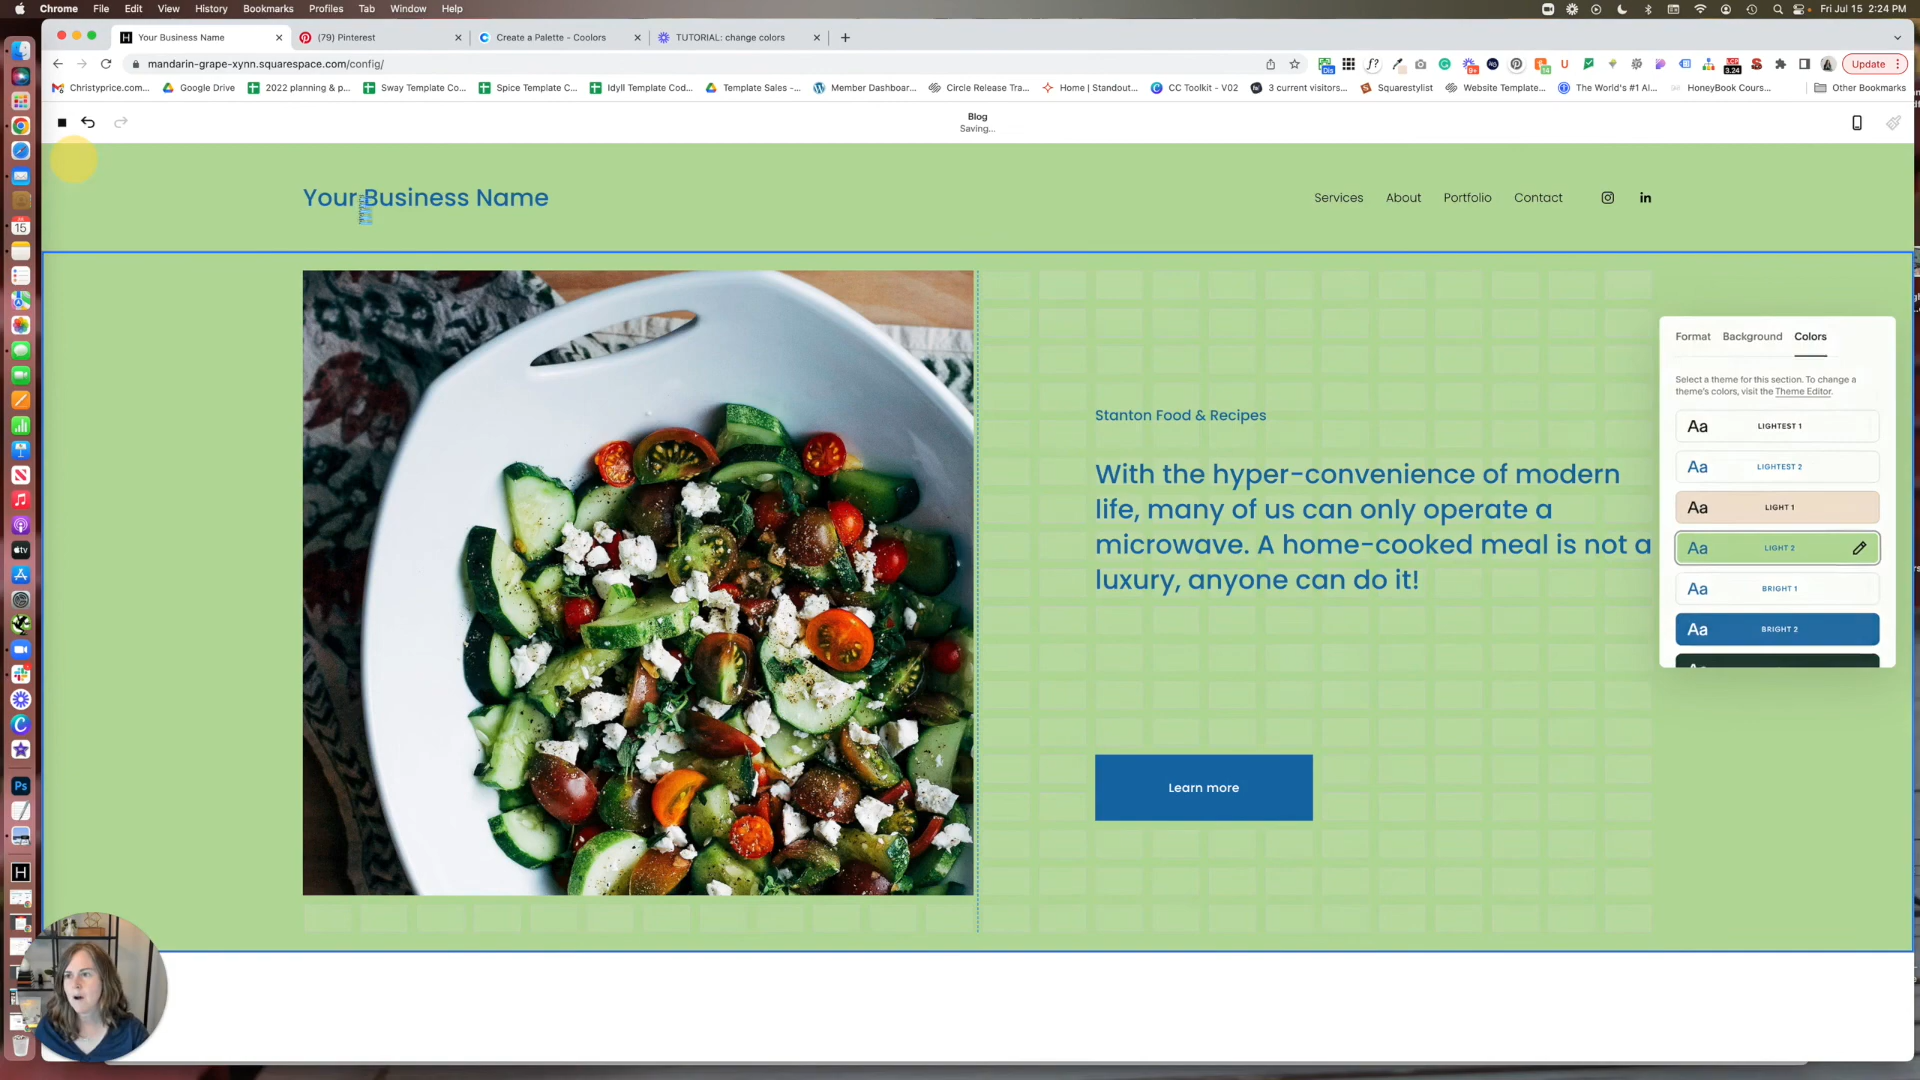 Chrome File Edit View History Bookmarks Profiles Tab Window Help
Fri Jul 15 2:24 PM
Your Business Name
(79) Pinterest
Create a Palette - Coolors
TUTORIAL: change colors
mandarin-grape-xynn.squarespace.com/config/
Update
Christyprice.com...
Google Drive
2022 planning & p...
Sway Template Co...
Spice Template C...
Idyll Template Cod...
Template Sales -...
Member Dashboar...
Circle Release Tra...
Home | Standout...
CC Toolkit - V02
3 current visitors...
Squarestylist
Website Template...
The World's #1 AI...
HoneyBook Cours...
Other Bookmarks
Blog
Saving...
Your Business Name
Services About Portfolio Contact
Format Background Colors
Select a theme for this section. To change a
theme's colors, visit the Theme Editor.
Aa LIGHTEST 1
Aa LIGHTEST 2
Aa LIGHT 1
Aa LIGHT 2
Aa BRIGHT 1
Aa BRIGHT 2
Stanton Food & Recipes
With the hyper-convenience of modern
life, many of us can only operate a
microwave. A home-cooked meal is not a
luxury, anyone can do it!
Learn more